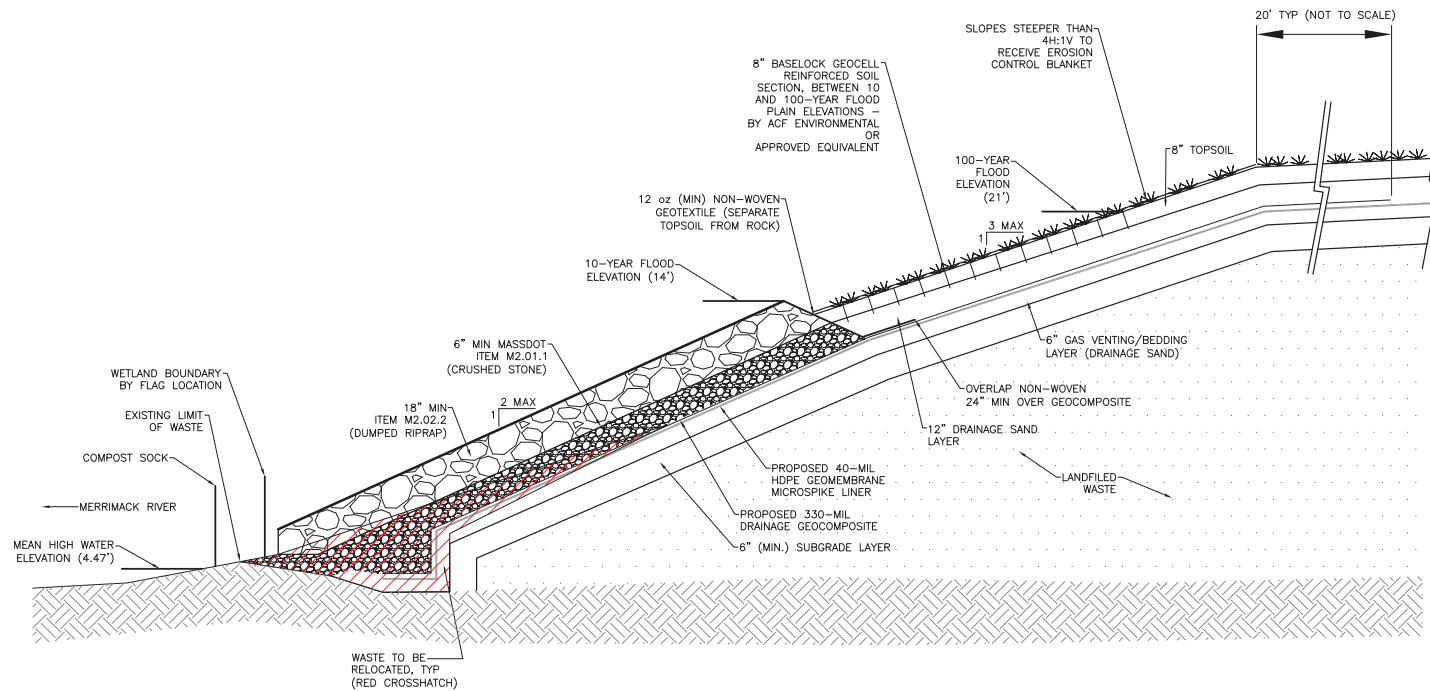 20' TYP (NOT TO SCALE)
SLOPES STEEPER THAN
4H:1V TO
RECEIVE EROSION
CONTROL BLANKET
8" BASELOCK GEOCELL
REINFORCED SOIL
SECTION, BETWEEN 10
AND 100-YEAR FLOOD
PLAIN ELEVATIONS -
BY ACF ENVIRONMENTAL
OR
APPROVED EQUIVALENT
8" TOPSOIL
100-YEAR
FLOOD
ELEVATION
(21')
12 oz (MIN) NON-WOVEN
GEOTEXTILE (SEPARATE
TOPSOIL FROM ROCK)
3 MAX
1
10-YEAR FLOOD
ELEVATION (14')
6" MIN MASSDOT
ITEM M2.01.1
(CRUSHED STONE)
6" GAS VENTING/BEDDING
LAYER (DRAINAGE SAND)
WETLAND BOUNDARY
BY FLAG LOCATION
OVERLAP NON-WOVEN
24" MIN OVER GEOCOMPOSITE
18" MIN
ITEM M2.02.2
(DUMPED RIPRAP)
2 MAX
1
EXISTING LIMIT
OF WASTE
12" DRAINAGE SAND
LAYER
COMPOST SOCK
PROPOSED 40-MIL
HDPE GEOMEMBRANE
MICROSPIKE LINER
LANDFILED
WASTE
MERRIMACK RIVER
PROPOSED 330-MIL
DRAINAGE GEOCOMPOSITE
MEAN HIGH WATER
ELEVATION (4.47')
6" (MIN.) SUBGRADE LAYER
WASTE TO BE
RELOCATED, TYP
(RED CROSSHATCH)